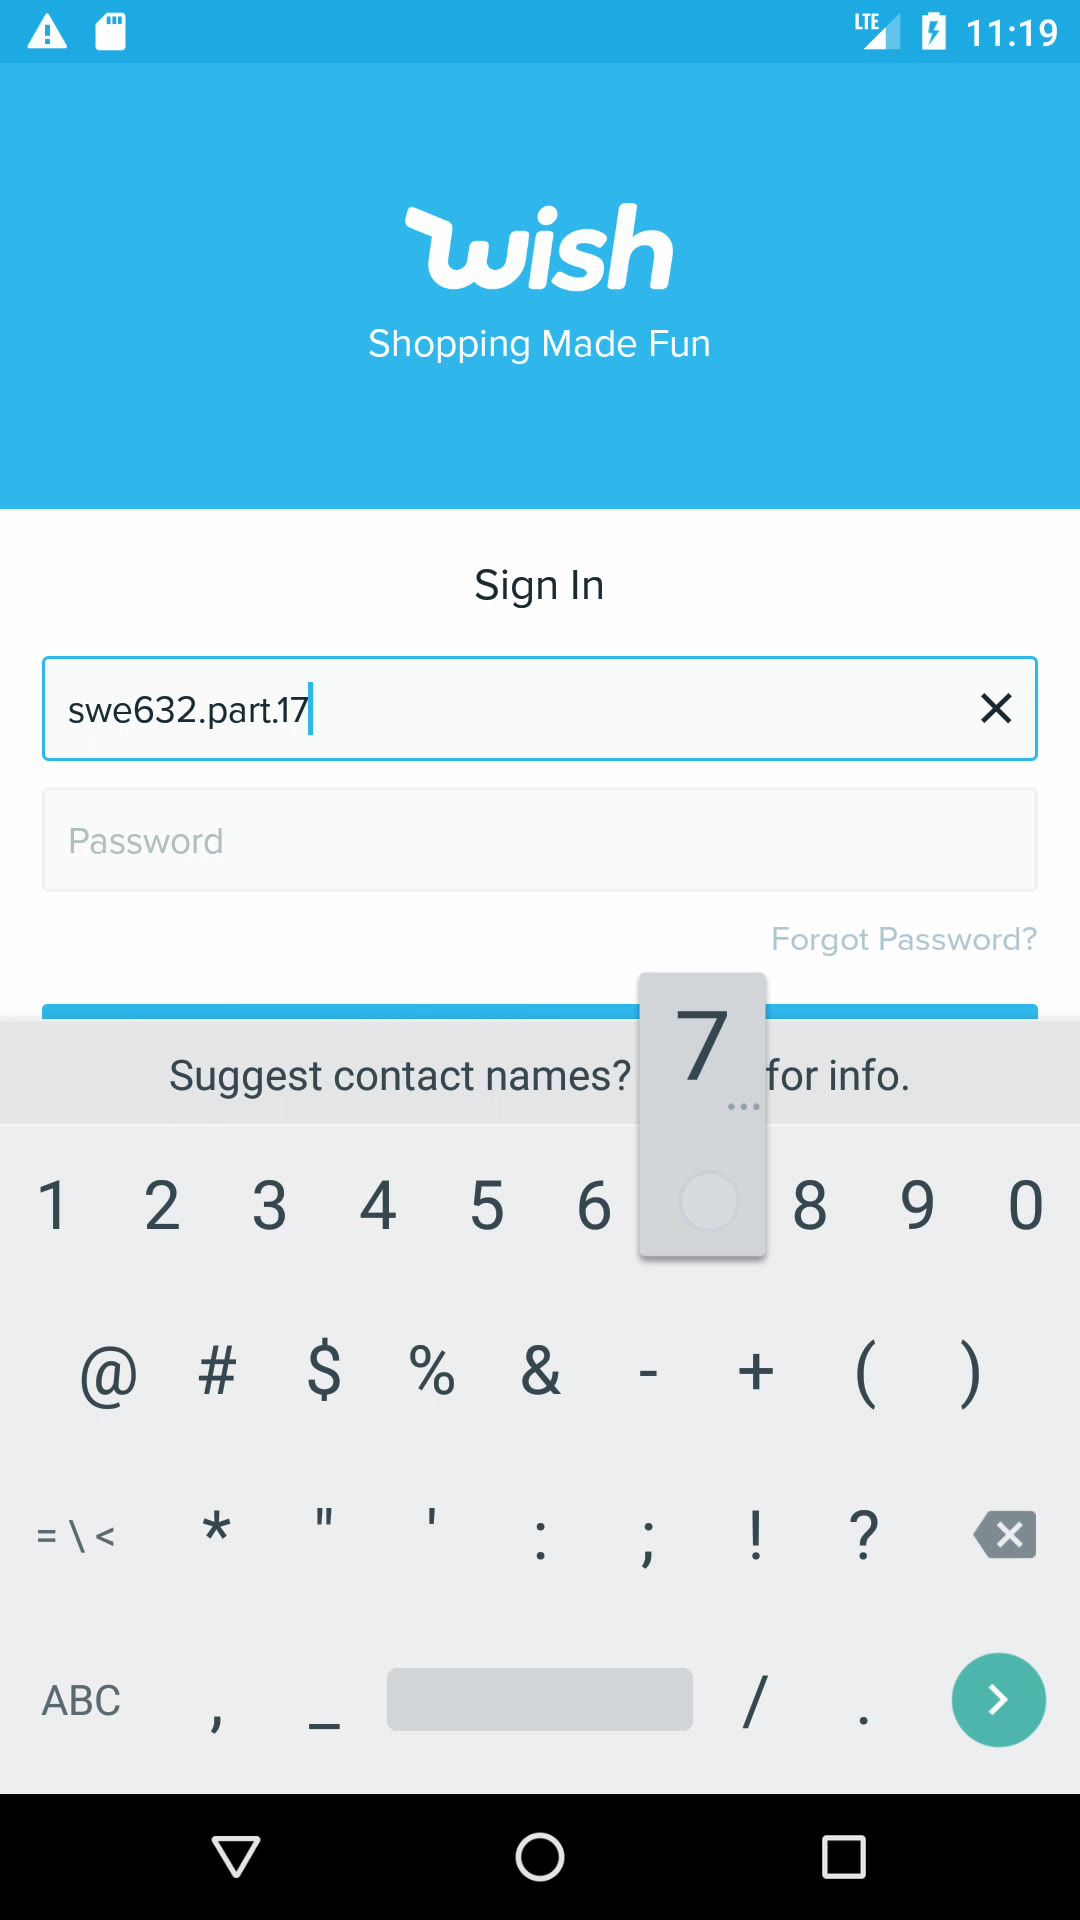 LTE 11:19
wish
Shopping Made Fun
Sign In
swe632.part.17
Password
Forgot Password?
Suggest contact names? for info.
1 2 3 4 5 6 7 8 9 0
@ # $ % & - + ( )
= \ < * " ' : ; ! ?
ABC , _ / .